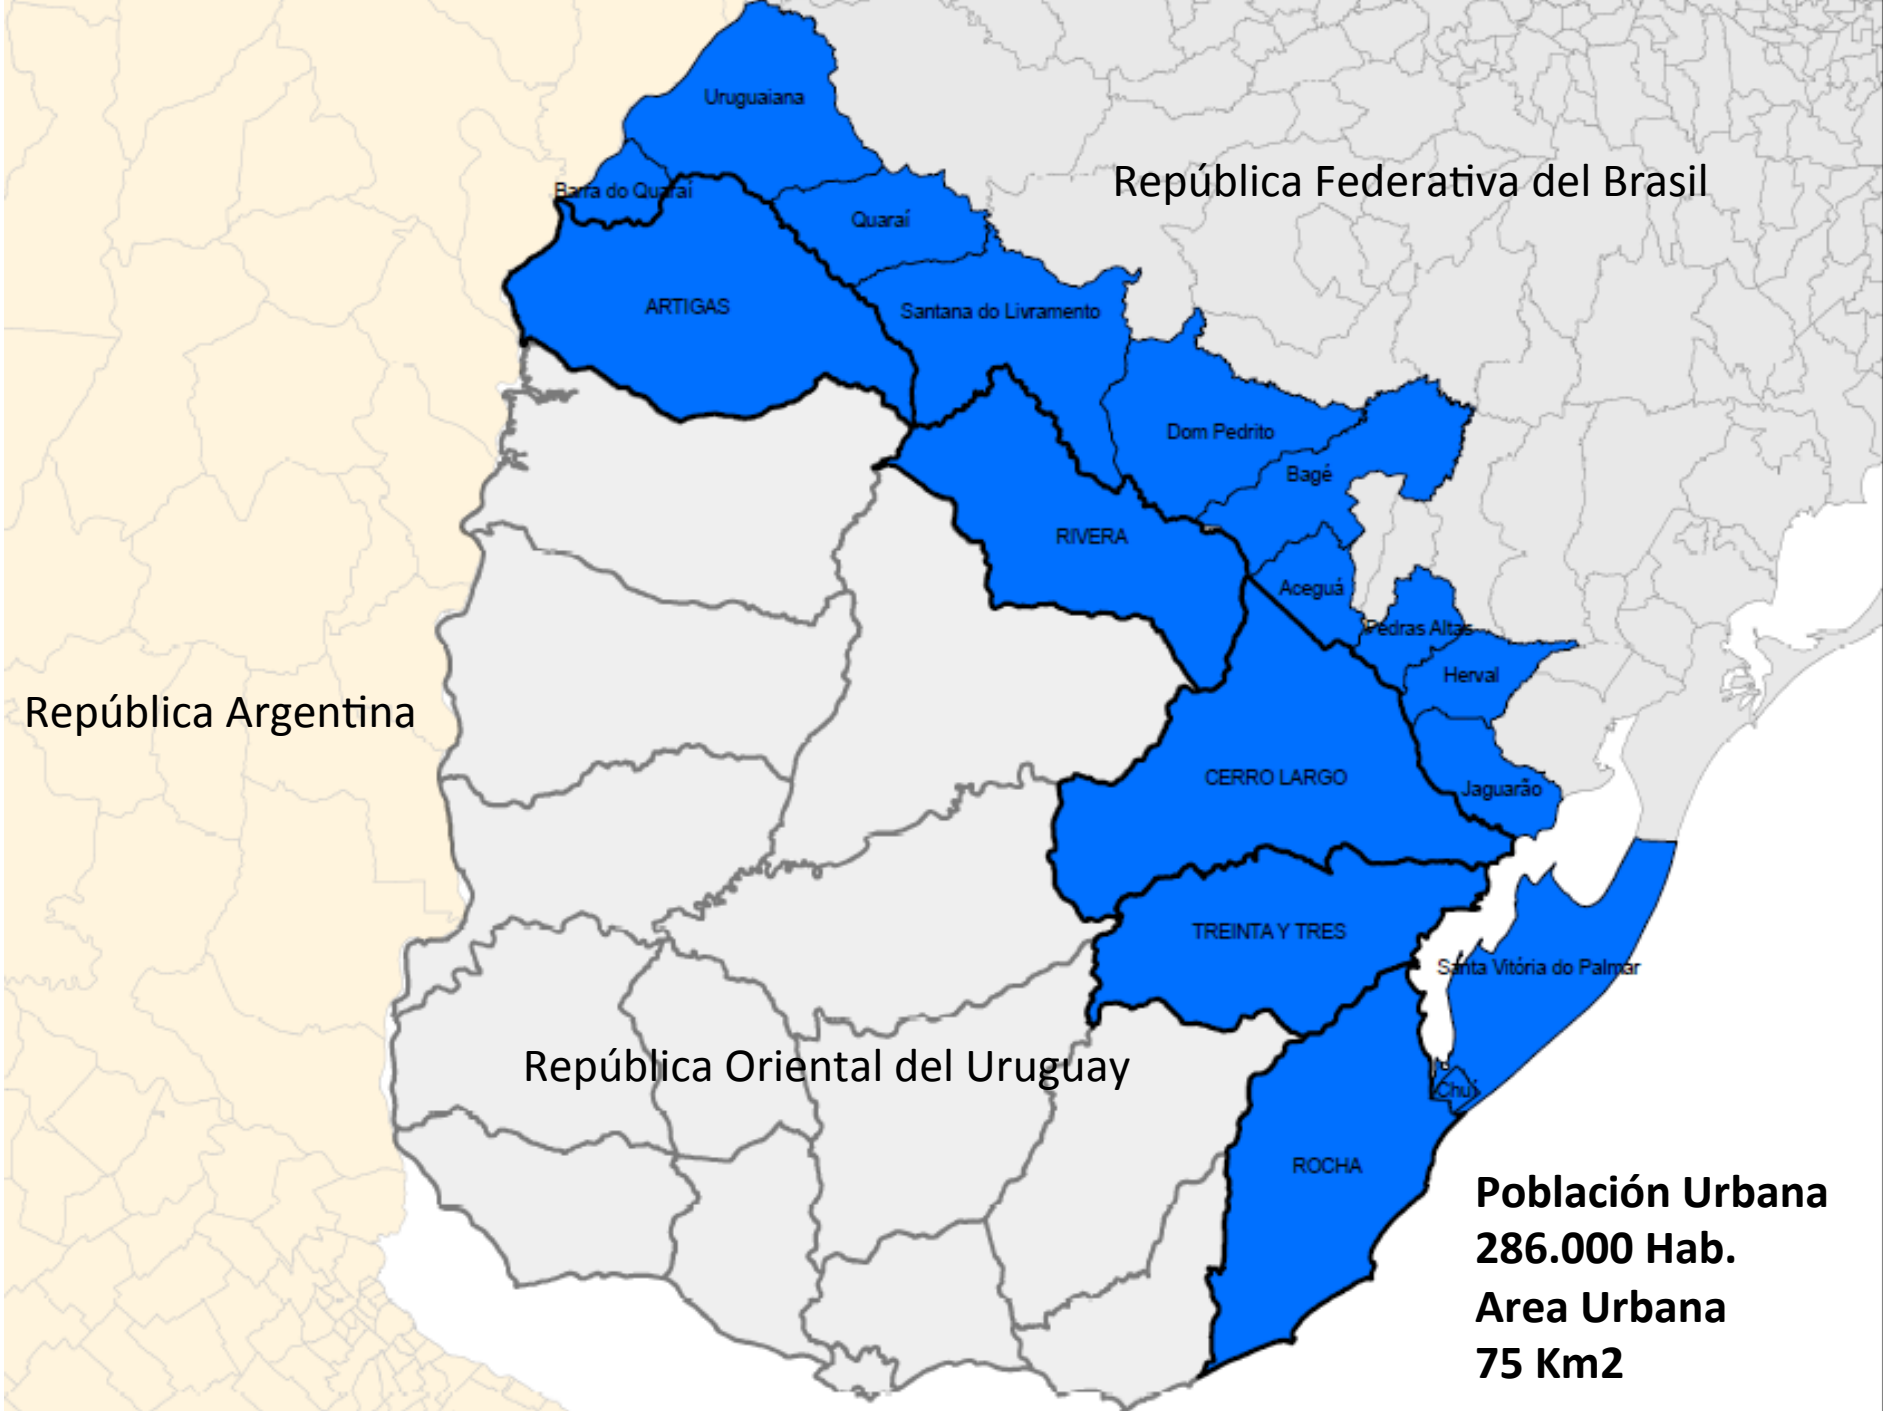 Uruguaiana
República Federativa del Brasil
Barra do Quaraí
Quaraí
ARTIGAS
Santana do Livramento
Dom Pedrito
Bagé
RIVERA
Aceguá
Pedras Altas
Herval
República Argentina
CERRO LARGO
Jaguarão
TREINTA Y TRES
Santa Vitória do Palmar
República Oriental del Uruguay
Chuí
ROCHA
Población Urbana
286.000 Hab.
Area Urbana
75 Km2